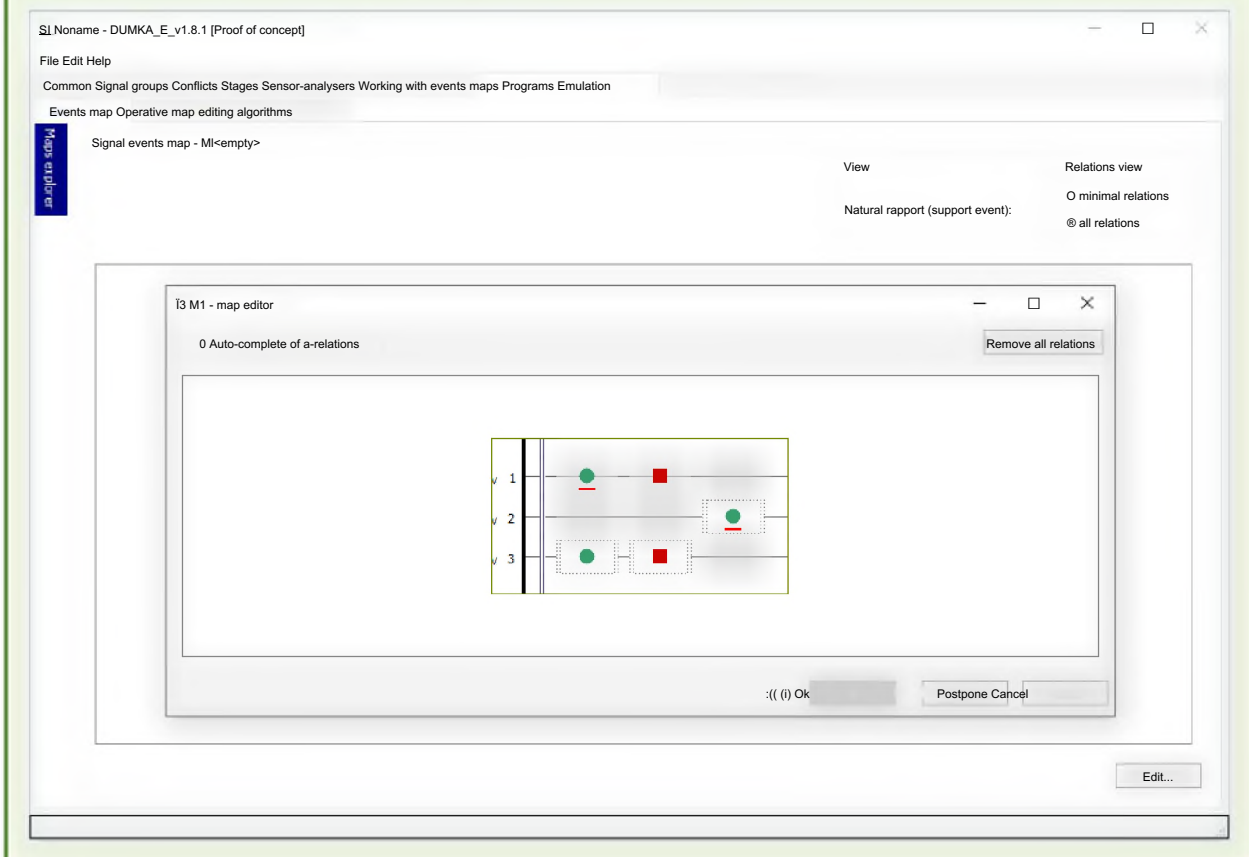 SI Noname - DUMKA_E_v1.8.1 [Proof of concept]
File Edit Help
Common Signal groups Conflicts Stages Sensor-analysers Working with events maps Programs Emulation
Events map Operative map editing algorithms
Maps explorer
Signal events map - MI<empty>
View
Relations view
Natural rapport (support event):
O minimal relations
® all relations
Ï3 M1 - map editor
0 Auto-complete of a-relations
Remove all relations
v 1
v 2
v 3
:(( (i) Ok
Postpone Cancel
Edit...